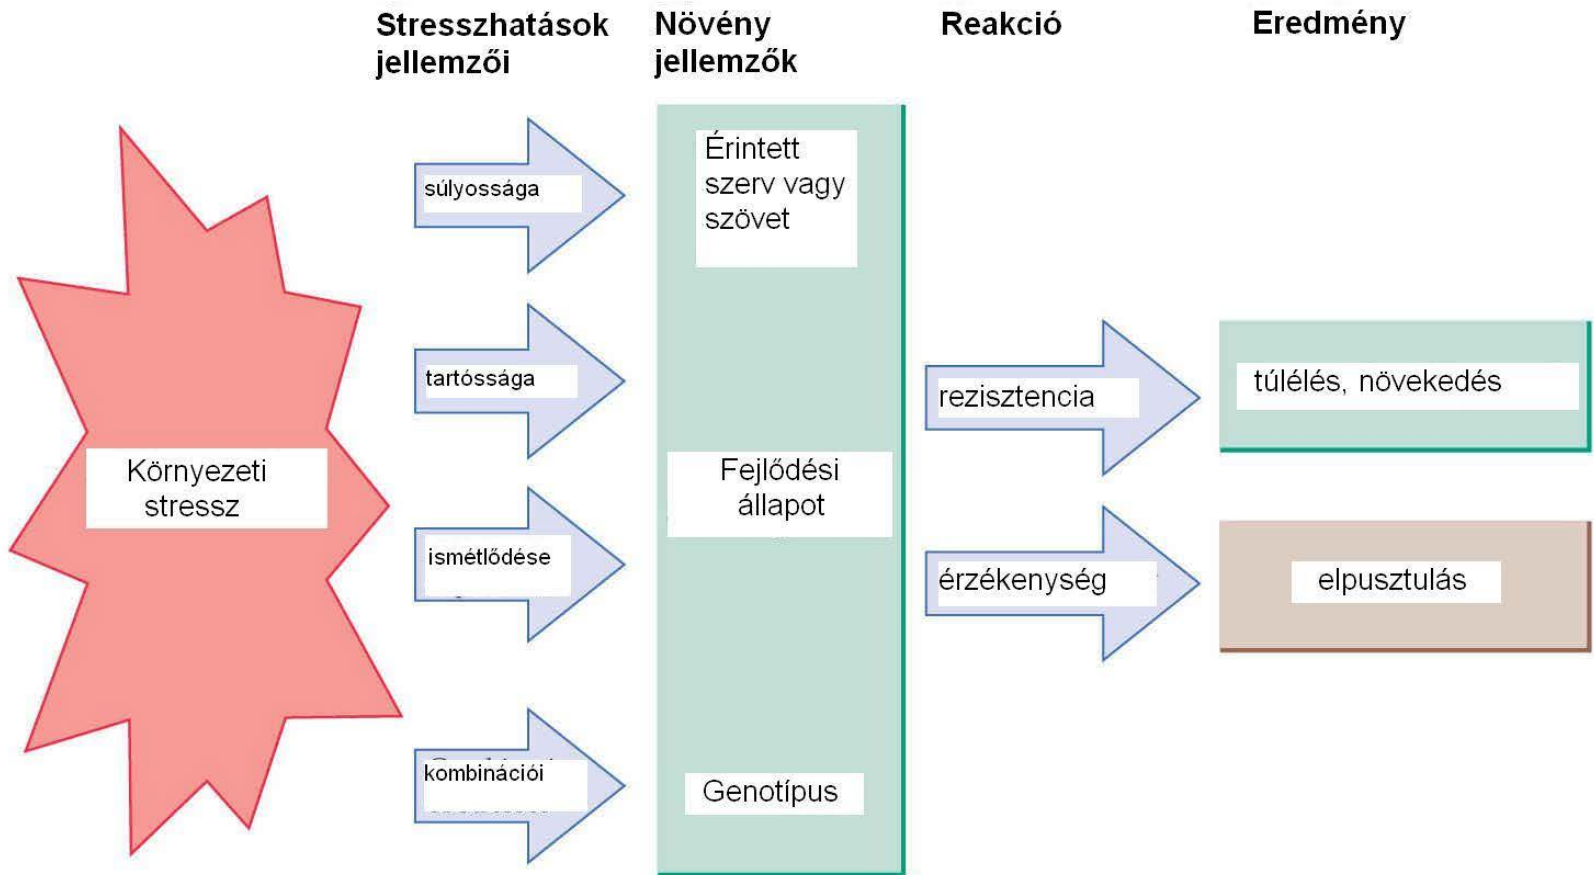 Stresszhatások
jellemzői
Növény
jellemzők
Reakció
Eredmény
Környezeti
stressz
súlyossága
tartóssága
ismétlődése
kombinációi
Érintett
szerv vagy
szövet
Fejlődési
állapot
Genotípus
rezisztencia
érzékenység
túlélés, növekedés
elpusztulás